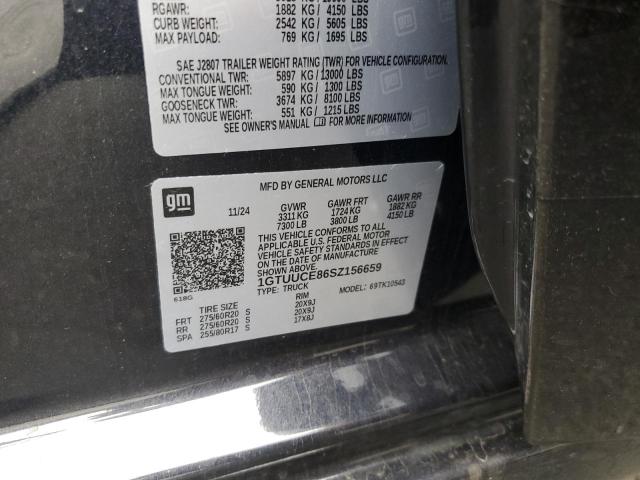 RGAWR: 1882 KG / 4150 LBS
CURB WEIGHT: 2542 KG / 5605 LBS
MAX PAYLOAD: 769 KG / 1695 LBS
SAE J2807 TRAILER WEIGHT RATING (TWR) FOR VEHICLE CONFIGURATION.
CONVENTIONAL TWR: 5897 KG / 13000 LBS
MAX TONGUE WEIGHT: 590 KG / 1300 LBS
GOOSENECK TWR: 3674 KG / 8100 LBS
MAX TONGUE WEIGHT: 551 KG / 1215 LBS
SEE OWNER'S MANUAL FOR MORE INFORMATION.
gm
MFD BY GENERAL MOTORS LLC
11/24 GVWR GAWR FRT GAWR RR
3311 KG 1724 KG 1882 KG
7300 LB 3800 LB 4150 LB
THIS VEHICLE CONFORMS TO ALL
APPLICABLE U.S. FEDERAL MOTOR
VEHICLE SAFETY STANDARDS IN EFFECT
ON THE DATE OF MANUFACTURE
1GTUUCE86SZ156659
TYPE: TRUCK MODEL: 69TK10543
618G
TIRE SIZE RIM
FRT 275/60R20 S 20X9J
RR 275/60R20 S 20X9J
SPA 255/80R17 S 17X8J